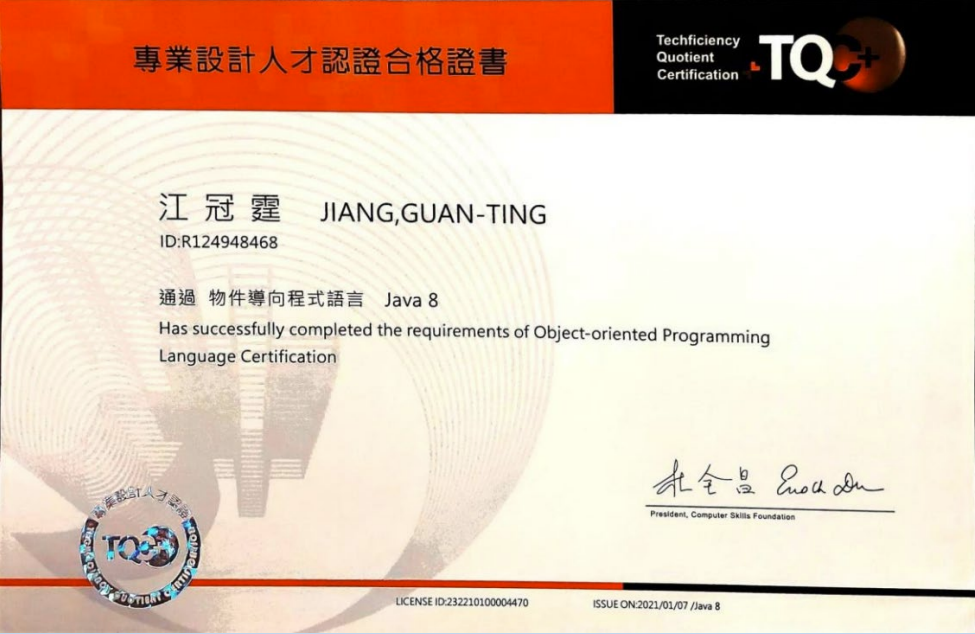 專業設計人才認證合格證書
Techficiency
Quotient
Certification
TQC+
江冠霆 JIANG,GUAN-TING
ID:R124948468
通過 物件導向程式語言 Java 8
Has successfully completed the requirements of Object-oriented Programming
Language Certification
杜全昌 Enoch Du
President, Computer Skills Foundation
專業設計人才認證
TQC+
LICENSE ID:232210100004470
ISSUE ON:2021/01/07 /Java 8